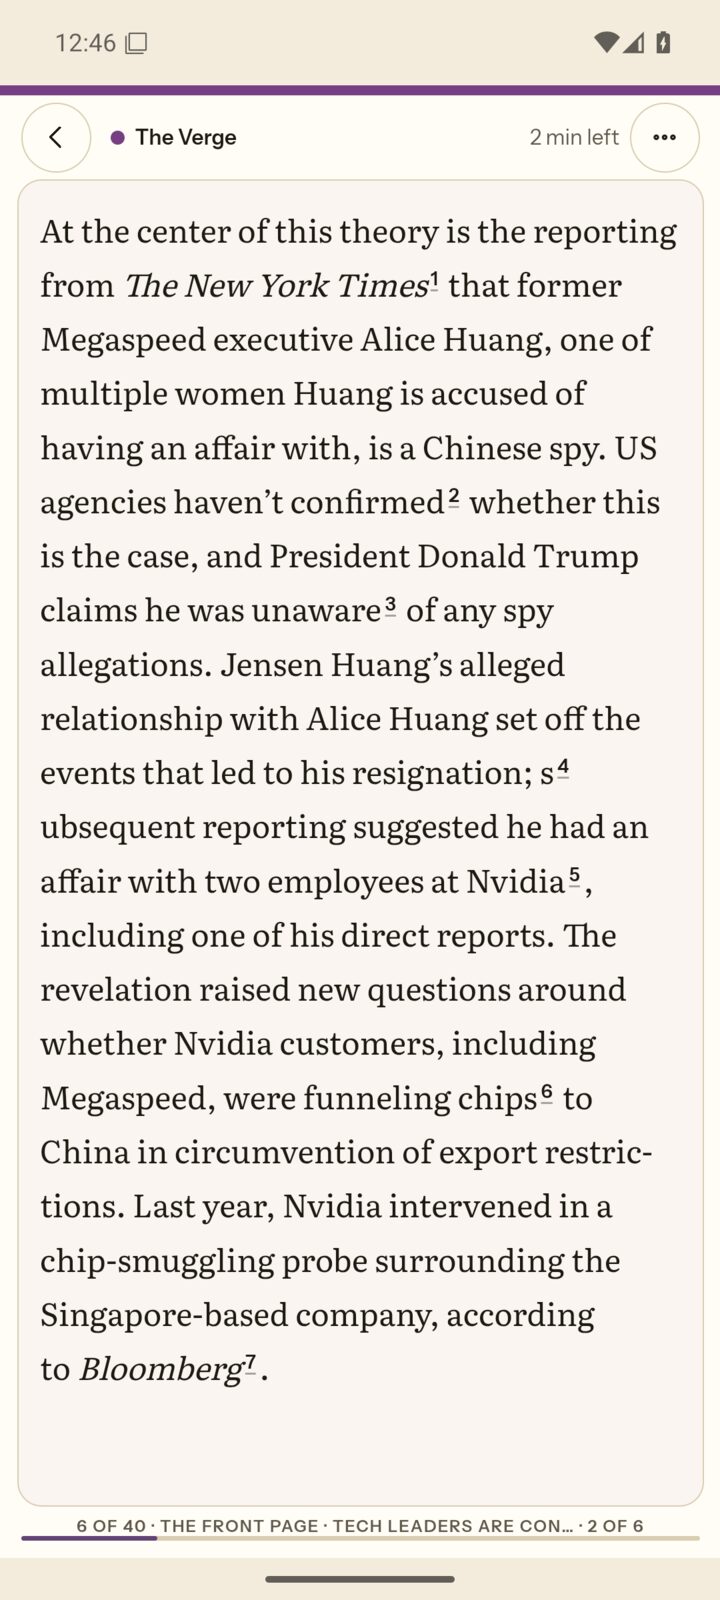 12:46
The Verge
2 min left
At the center of this theory is the reporting
from The New York Times¹ that former
Megaspeed executive Alice Huang, one of
multiple women Huang is accused of
having an affair with, is a Chinese spy. US
agencies haven’t confirmed² whether this
is the case, and President Donald Trump
claims he was unaware³ of any spy
allegations. Jensen Huang’s alleged
relationship with Alice Huang set off the
events that led to his resignation; s⁴
ubsequent reporting suggested he had an
affair with two employees at Nvidia⁵,
including one of his direct reports. The
revelation raised new questions around
whether Nvidia customers, including
Megaspeed, were funneling chips⁶ to
China in circumvention of export restric-
tions. Last year, Nvidia intervened in a
chip-smuggling probe surrounding the
Singapore-based company, according
to Bloomberg⁷.
6 OF 40 · THE FRONT PAGE · TECH LEADERS ARE CON... · 2 OF 6